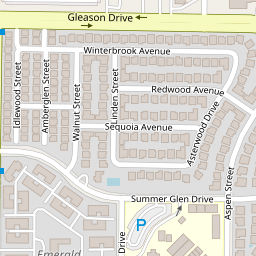 Gleason Drive
Winterbrook Avenue
Idlewood Street
Amberglen Street
Walnut Street
Linden Street
Redwood Avenue
Sequoia Avenue
Asterwood Drive
Aspen Street
Summer Glen Drive
P
Drive
Emerald